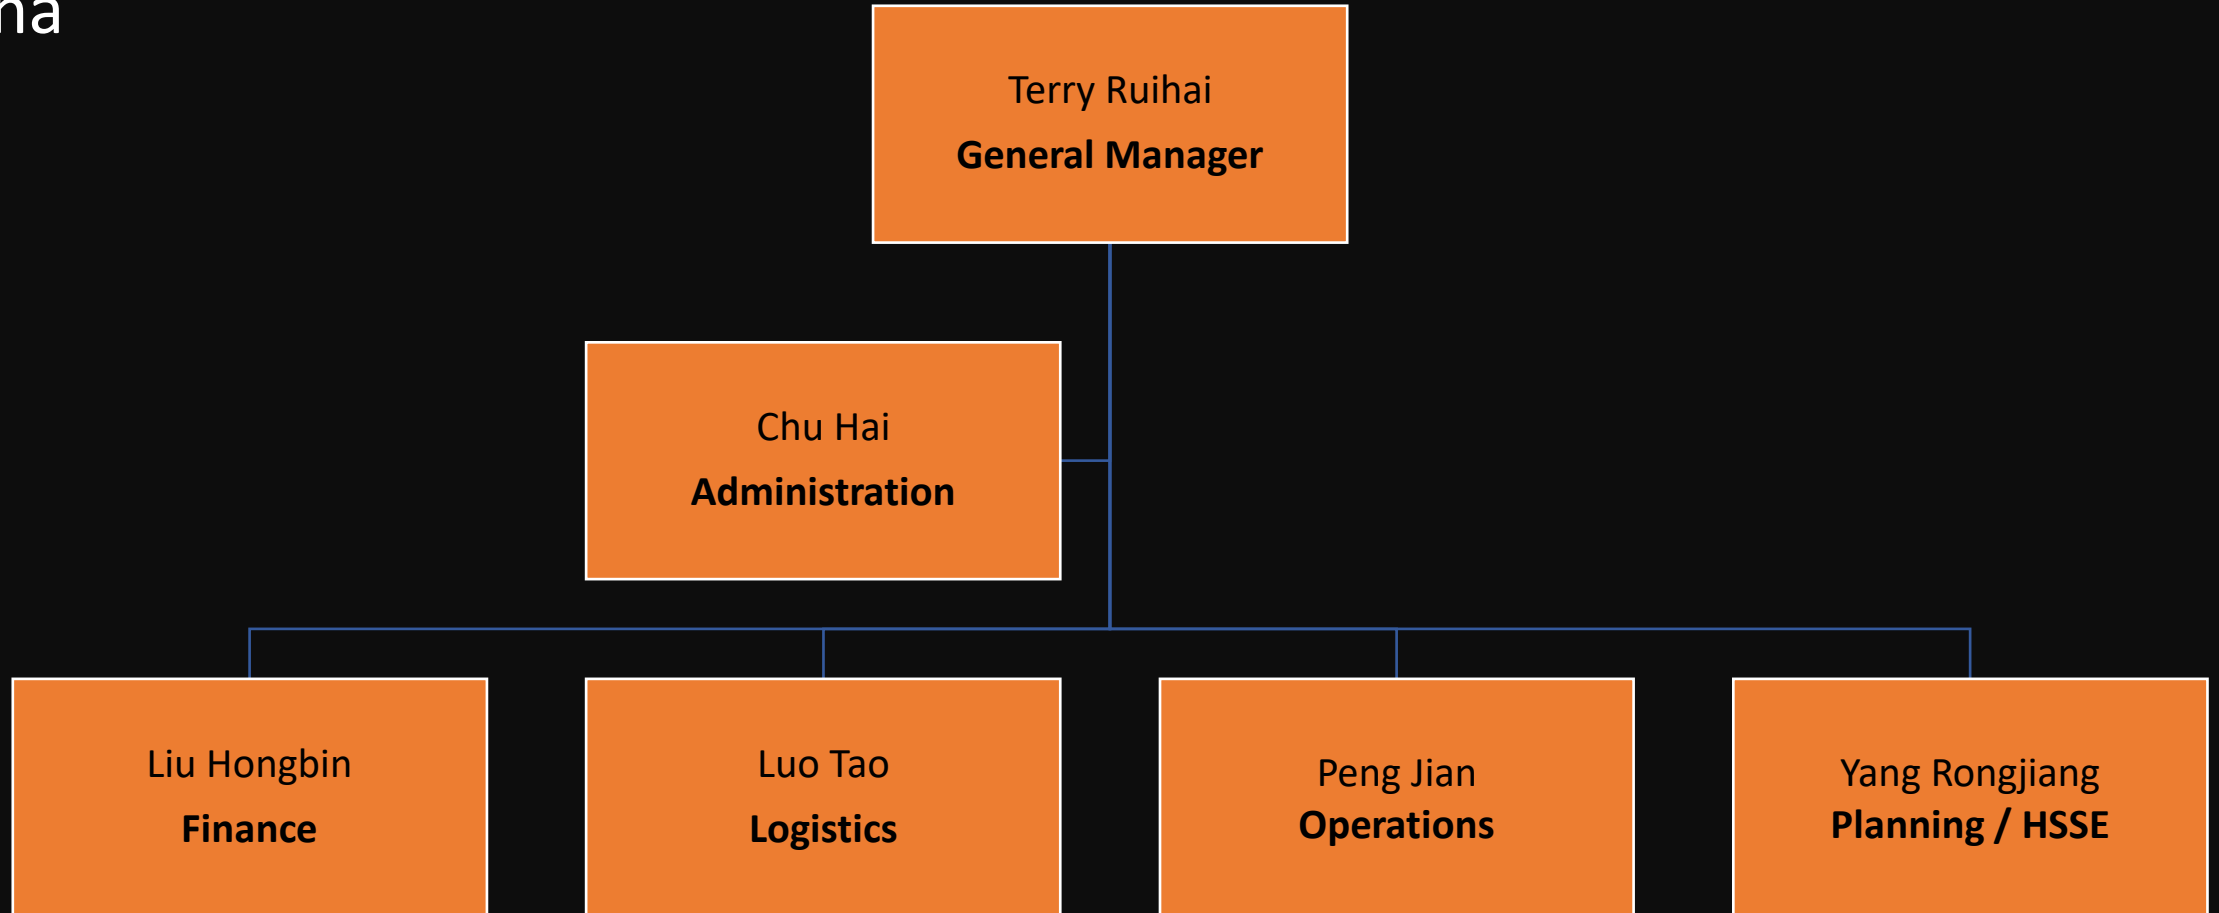 Terry Ruihai
General Manager
Chu Hai
Administration
Liu Hongbin
Finance
Luo Tao
Logistics
Peng Jian
Operations
Yang Rongjiang
Planning / HSSE